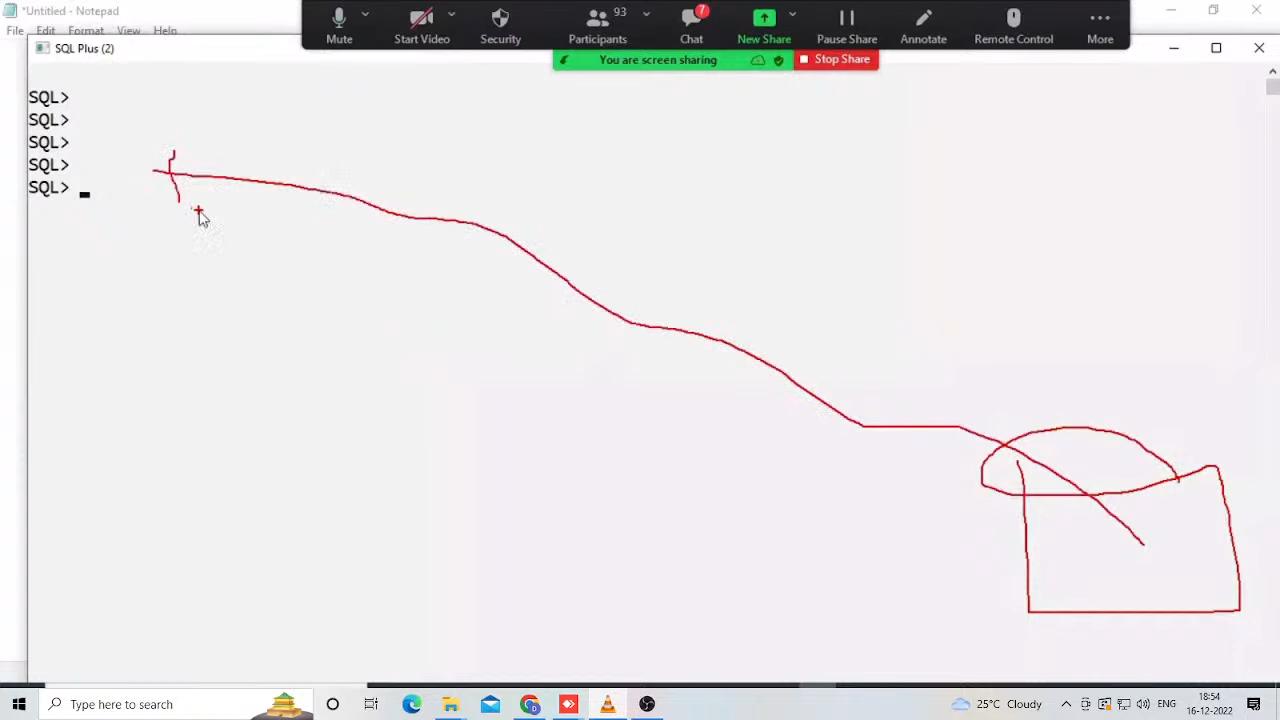 *Untitled - Notepad
File Edit Format View Help
SQL Plus (2)
Mute
Start Video
Security
93
Participants
7
Chat
New Share
Pause Share
Annotate
Remote Control
More
You are screen sharing
Stop Share
SQL>
SQL>
SQL>
SQL>
SQL>
Type here to search
25°C Cloudy
ENG
18:54
16-12-2022